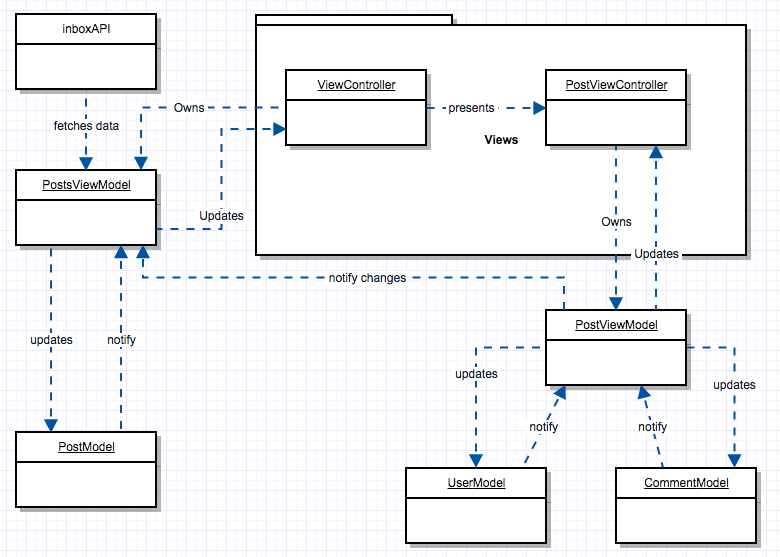 inboxAPI
ViewController
PostViewController
Owns
presents
fetches data
Views
PostsViewModel
Updates
Owns
Updates
notify changes
PostViewModel
updates
notify
updates
updates
notify
notify
PostModel
UserModel
CommentModel